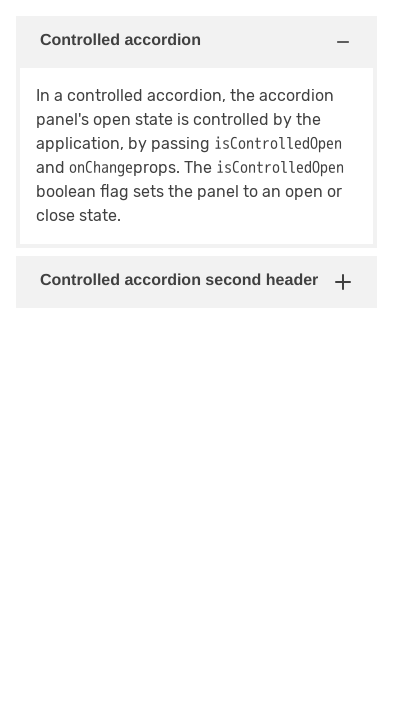 Controlled accordion
In a controlled accordion, the accordion
panel's open state is controlled by the
application, by passing isControlledOpen
and onChangeprops. The isControlledOpen
boolean flag sets the panel to an open or
close state.
Controlled accordion second header